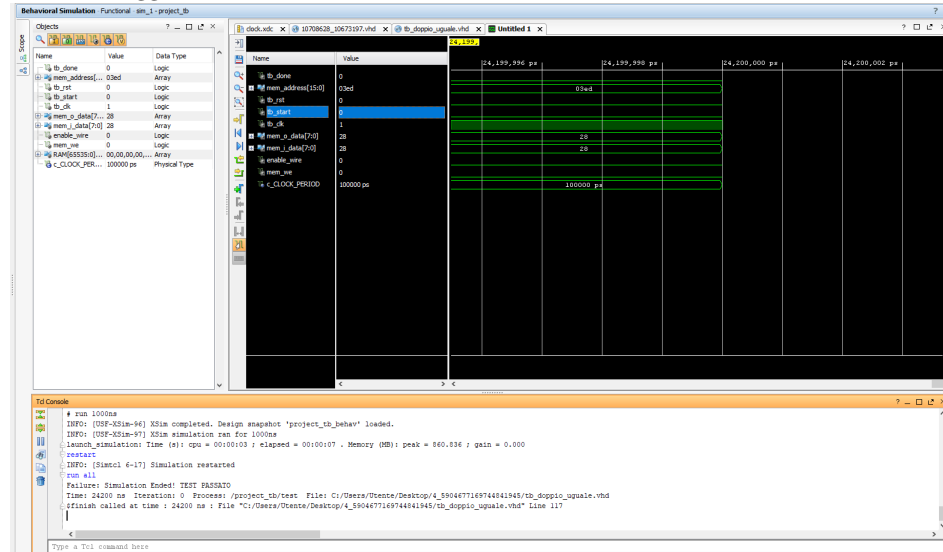 Behavioral Simulation - Functional - sim_1 - project_tb
Scope
Objects
Name Value Data Type
tb_done 0 Logic
mem_address[... 03ed Array
tb_rst 0 Logic
tb_start 0 Logic
tb_clk 1 Logic
mem_o_data[7... 28 Array
mem_i_data[7:0] 28 Array
enable_wire 0 Logic
mem_we 0 Logic
RAM[65535:0]... 00,00,00,00,... Array
c_CLOCK_PER... 100000 ps Physical Type
clock.xdc 10708628_10673197.vhd tb_doppio_uguale.vhd Untitled 1
24,199,
Name Value
24,199,996 ps 24,199,998 ps 24,200,000 ps 24,200,002 ps
tb_done 0
mem_address[15:0] 03ed 03ed
tb_rst 0
tb_start 0
tb_clk 1
mem_o_data[7:0] 28 28
mem_i_data[7:0] 28 28
enable_wire 0
mem_we 0
c_CLOCK_PERIOD 100000 ps 100000 ps
Tcl Console
# run 1000ns
INFO: [USF-XSim-96] XSim completed. Design snapshot 'project_tb_behav' loaded.
INFO: [USF-XSim-97] XSim simulation ran for 1000ns
launch_simulation: Time (s): cpu = 00:00:03 ; elapsed = 00:00:07 . Memory (MB): peak = 860.836 ; gain = 0.000
restart
INFO: [Simtcl 6-17] Simulation restarted
run all
Failure: Simulation Ended! TEST PASSATO
Time: 24200 ns Iteration: 0 Process: /project_tb/test File: C:/Users/Utente/Desktop/4_5904677169744841945/tb_doppio_uguale.vhd
$finish called at time : 24200 ns : File "C:/Users/Utente/Desktop/4_5904677169744841945/tb_doppio_uguale.vhd" Line 117
Type a Tcl command here